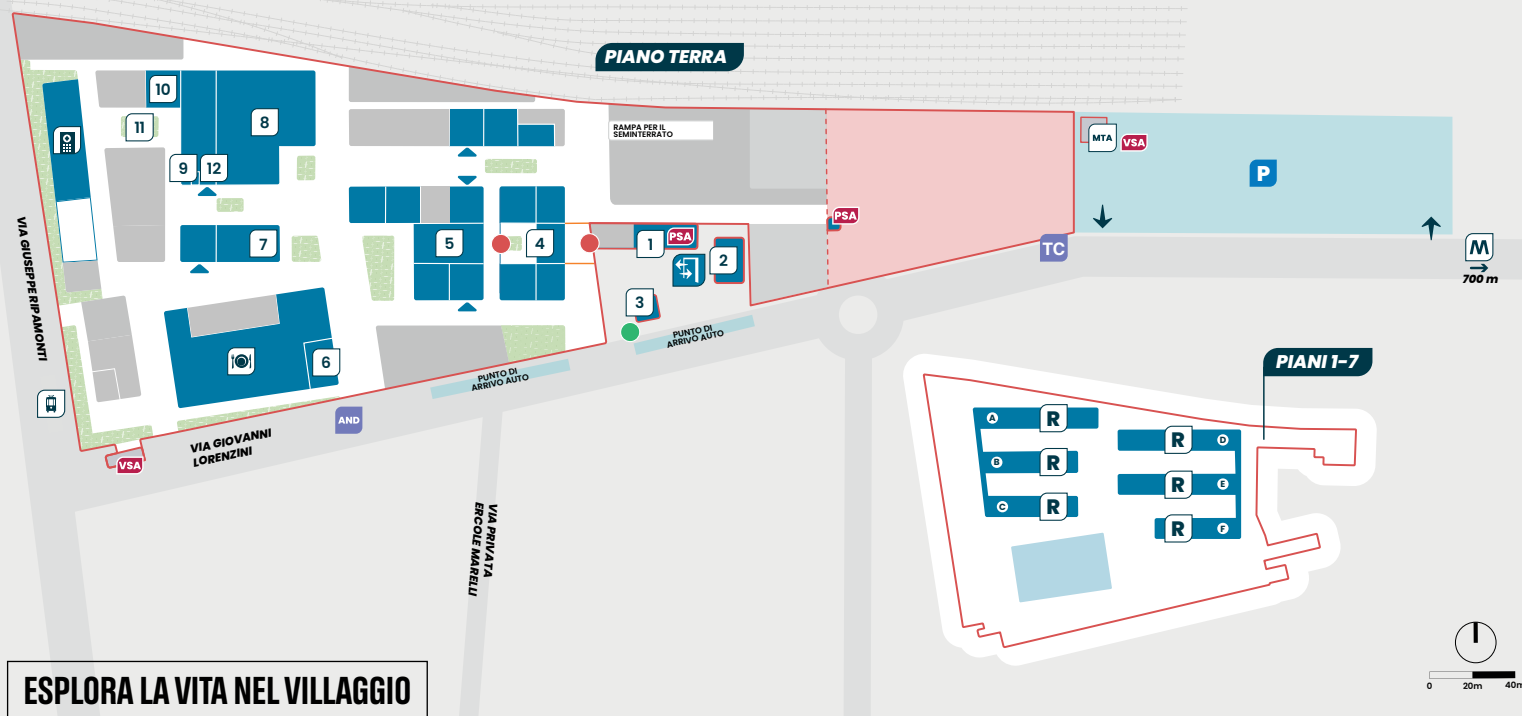 PIANO TERRA
10
11
8
9
12
7
5
4
1
PSA
2
3
6
RAMPA PER IL
SEMINTERRATO
PSA
MTA
VSA
P
TC
M
700 m
PUNTO DI
ARRIVO AUTO
PUNTO DI
ARRIVO AUTO
AND
VSA
VIA GIUSEPPE RIPAMONTI
VIA GIOVANNI
LORENZINI
VIA PRIVATA
ERCOLE MARELLI
PIANI 1-7
A
R
B
R
C
R
R
D
R
E
R
F
0
20m
40m
ESPLORA LA VITA NEL VILLAGGIO